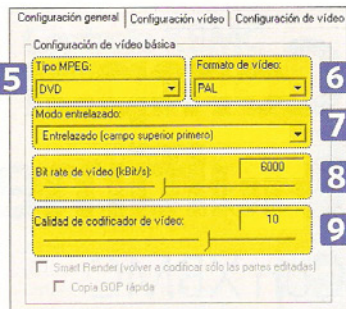 Configuración general Configuración vídeo Configuración de vídeo
Configuración de vídeo básica
5 Tipo MPEG: Formato de vídeo: 6
DVD PAL
Modo entrelazado: 7
Entrelazado (campo superior primero)
Bit rate de vídeo (kBit/s): 6000 8
Calidad de codificador de vídeo: 10 9
Smart Render (volver a codificar sólo las partes editadas)
Copia GOP rápida